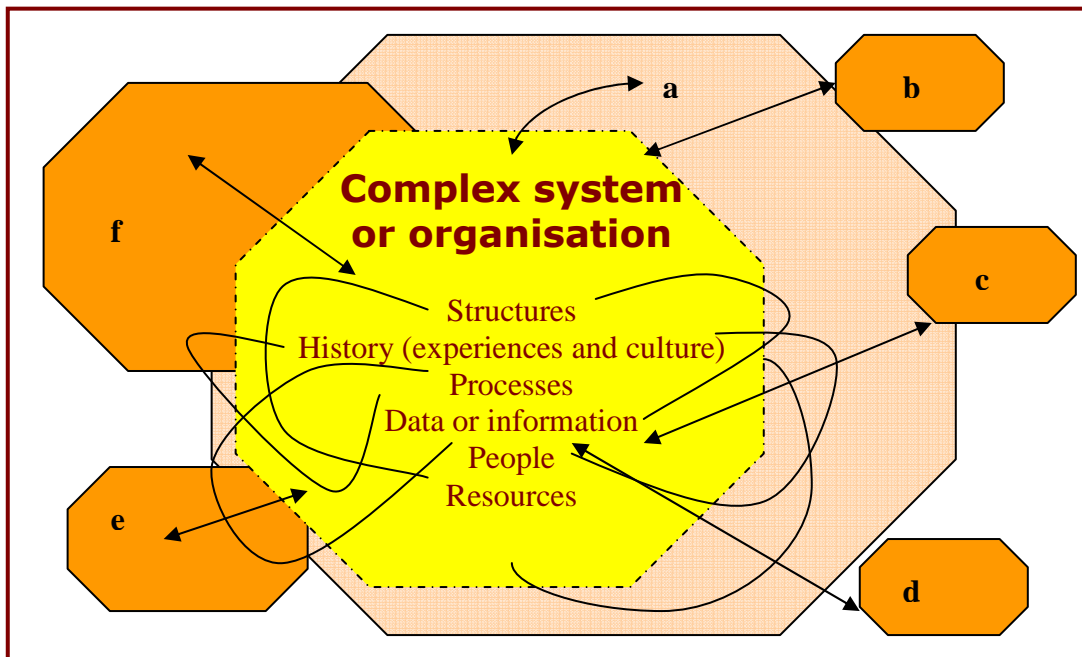 a
b
Complex system
or organisation
f
c
Structures
History (experiences and culture)
Processes
Data or information
People
Resources
e
d